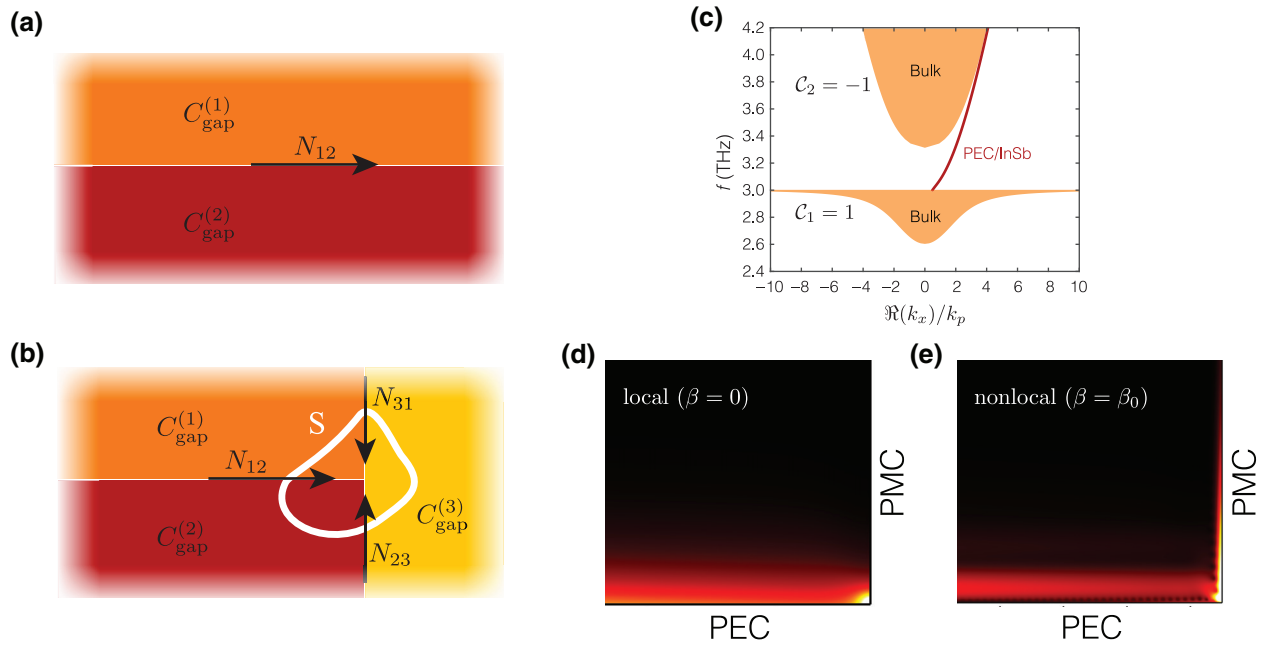 (a)
C_gap^(1)
N_12
C_gap^(2)
(b)
C_gap^(1)
S
N_31
N_12
C_gap^(2)
C_gap^(3)
N_23
(c)
f (THz)
4.2
4.0
3.8
3.6
3.4
3.2
3.0
2.8
2.6
2.4
Bulk
C_2 = −1
PEC/InSb
C_1 = 1
Bulk
−10 −8 −6 −4 −2 0 2 4 6 8 10
ℜ(k_x)/k_p
(d)
local (β = 0)
PMC
PEC
(e)
nonlocal (β = β_0)
PMC
PEC